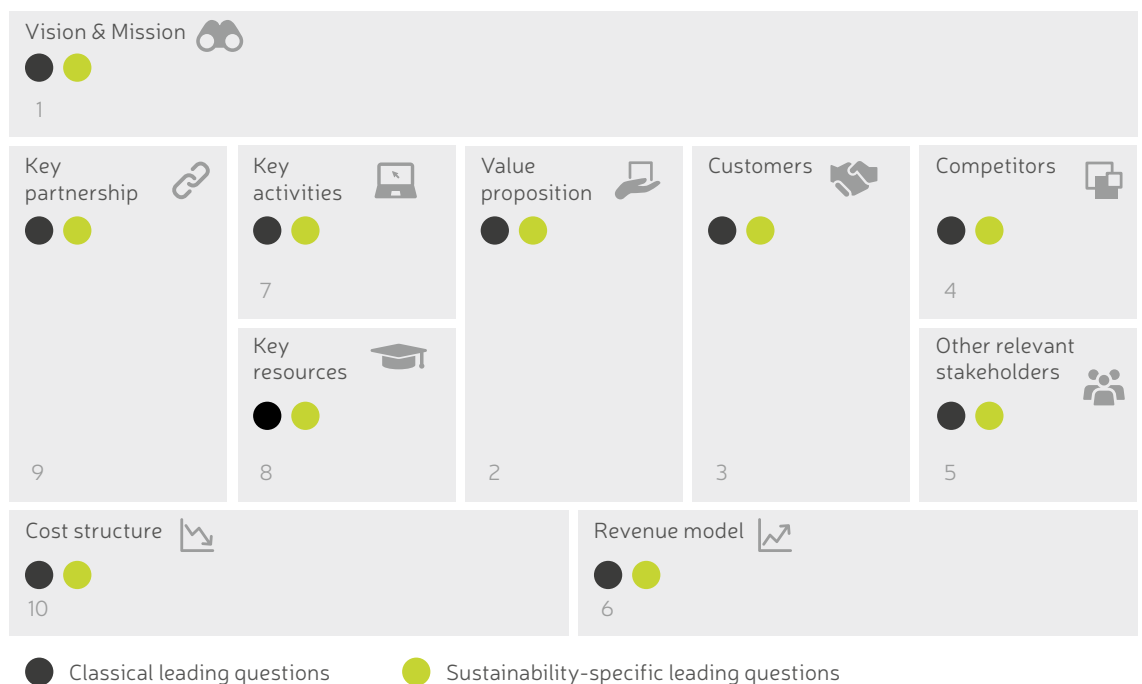 Vision & Mission
1
Key
partnership
9
Key
activities
7
Key
resources
8
Value
proposition
2
Customers
3
Competitors
4
Other relevant
stakeholders
5
Cost structure
10
Revenue model
6
Classical leading questions
Sustainability-specific leading questions